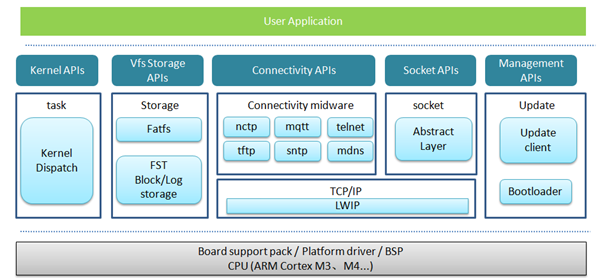 User Application
Kernel APIs
Vfs Storage
APIs
Connectivity APIs
Socket APIs
Management
APIs
task
Kernel
Dispatch
Storage
Fatfs
FST
Block/Log
storage
Connectivity midware
nctp
mqtt
telnet
tftp
sntp
mdns
socket
Abstract
Layer
TCP/IP
LWIP
Update
Update
client
Bootloader
Board support pack / Platform driver / BSP
CPU (ARM Cortex M3、M4...)